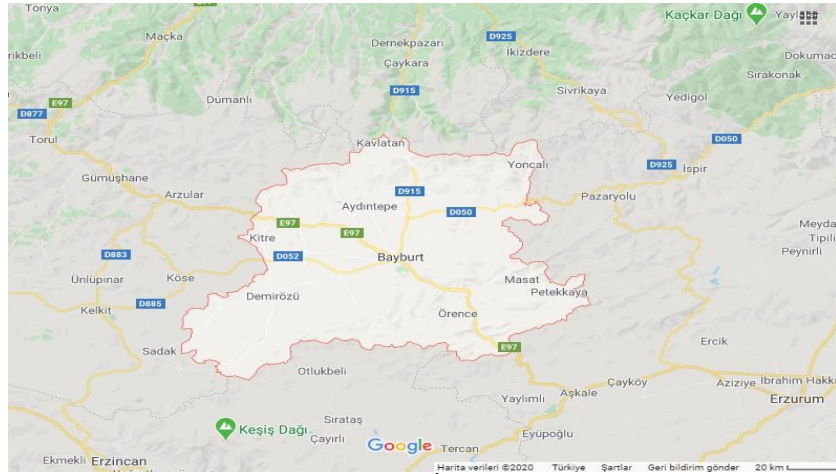 Tonya
E97
Kaçkar Dağı
Yayl
Maçka
D925
Dernekpazarı
İkizdere
rikbeli
Çaykara
Dokumac
Sırakonak
Sivrikaya
D915
Yedigöl
Dumanlı
E97
D877
Torul
D050
Kavlatan
Yoncalı
D925
İspir
Gümüşhane
Arzular
D915
Pazaryolu
Aydıntepe
D050
E97
E97
Kitre
Meyda
Tipili
Peynirli
D883
D052
Bayburt
Ünlüpınar
Köse
Masat
Petekkaya
Demirözü
D885
Kelkit
Örence
Sadak
E97
Ercik
Otlukbeli
Çayköy
Aziziye
İbrahim Hakkı
Aşkale
Yaylımlı
Erzurum
Sırataş
Keşiş Dağı
Çayırlı
Eyüpoğlu
Google
Tercan
Ekmekli
Erzincan
Harita verileri ©2020 Türkiye Şartlar Geri bildirim gönder 20 km